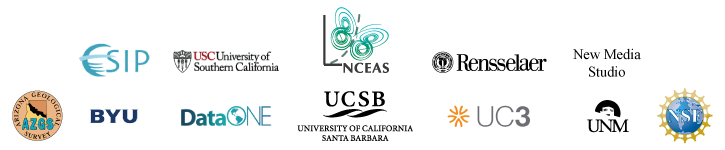 ESIP
USC University of
Southern California
NCEAS
Rensselaer
New Media
Studio
ARIZONA GEOLOGICAL
AZGS
SURVEY
BYU
DataONE
UCSB
UNIVERSITY OF CALIFORNIA
SANTA BARBARA
UC3
UNM
NSF